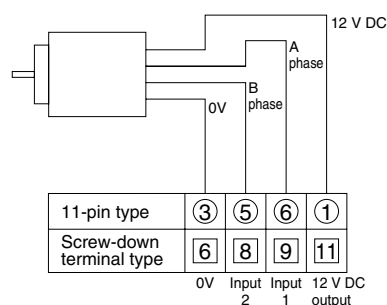 12 V DC
A
phase
B
phase
0V
11-pin type ③ ⑤ ⑥ ①
Screw-down
terminal type 6 8 9 11
0V Input
2 Input
1 12 V DC
output